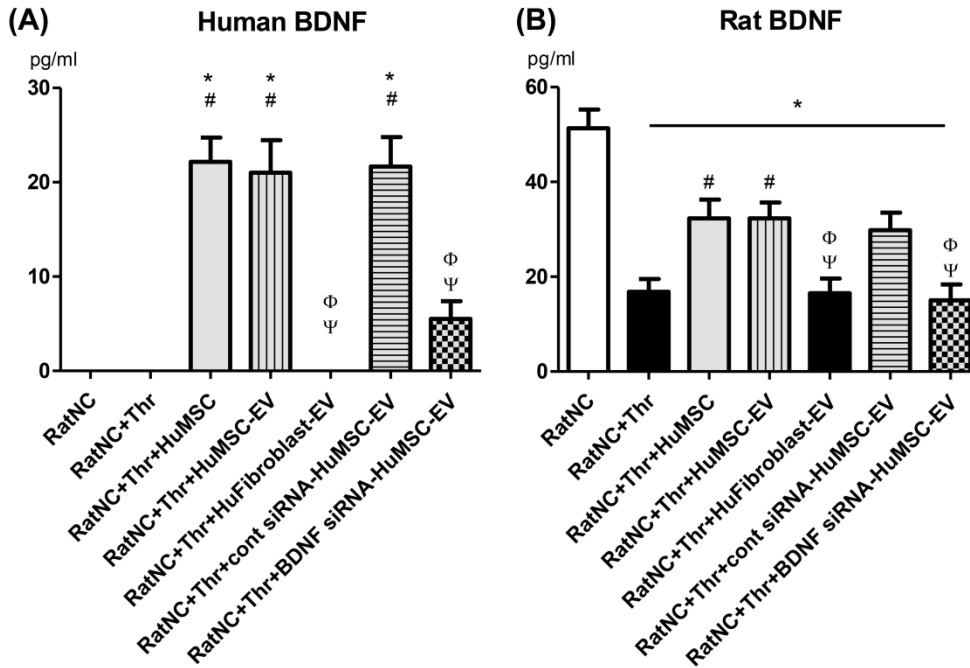 (A) Human BDNF
pg/ml
30
20
10
0
*
#
*
#
Φ
Ψ
*
#
Φ
Ψ
RatNC
RatNC+Thr
RatNC+Thr+HuMSC
RatNC+Thr+HuMSC-EV
RatNC+Thr+HuFibroblast-EV
RatNC+Thr+cont siRNA-HuMSC-EV
RatNC+Thr+BDNF siRNA-HuMSC-EV
(B) Rat BDNF
pg/ml
60
40
20
0
*
#
#
Φ
Ψ
Φ
Ψ
RatNC
RatNC+Thr
RatNC+Thr+HuMSC
RatNC+Thr+HuMSC-EV
RatNC+Thr+HuFibroblast-EV
RatNC+Thr+cont siRNA-HuMSC-EV
RatNC+Thr+BDNF siRNA-HuMSC-EV